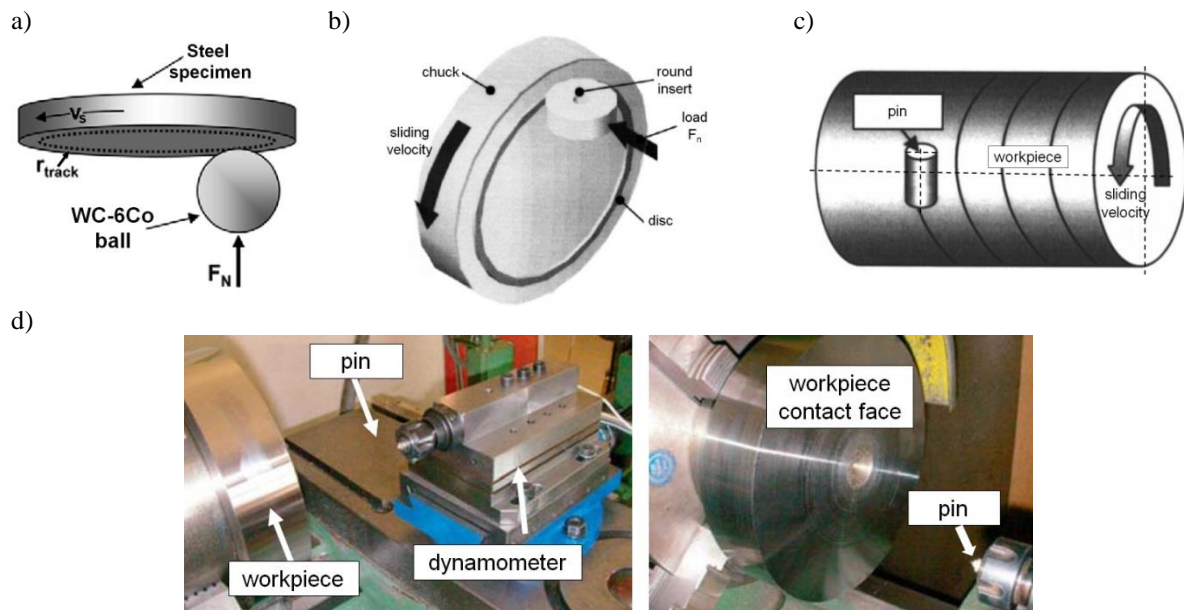 a)
Steel
specimen
vs
rtrack
WC-6Co
ball
FN
b)
chuck
round
insert
sliding
velocity
load
Fn
disc
c)
pin
workpiece
sliding
velocity
d)
pin
workpiece
dynamometer
workpiece
contact face
pin